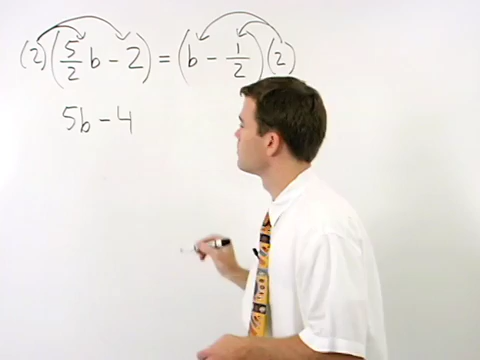 (2)(5/2 b - 2) = (b - 1/2)(2)
5b - 4